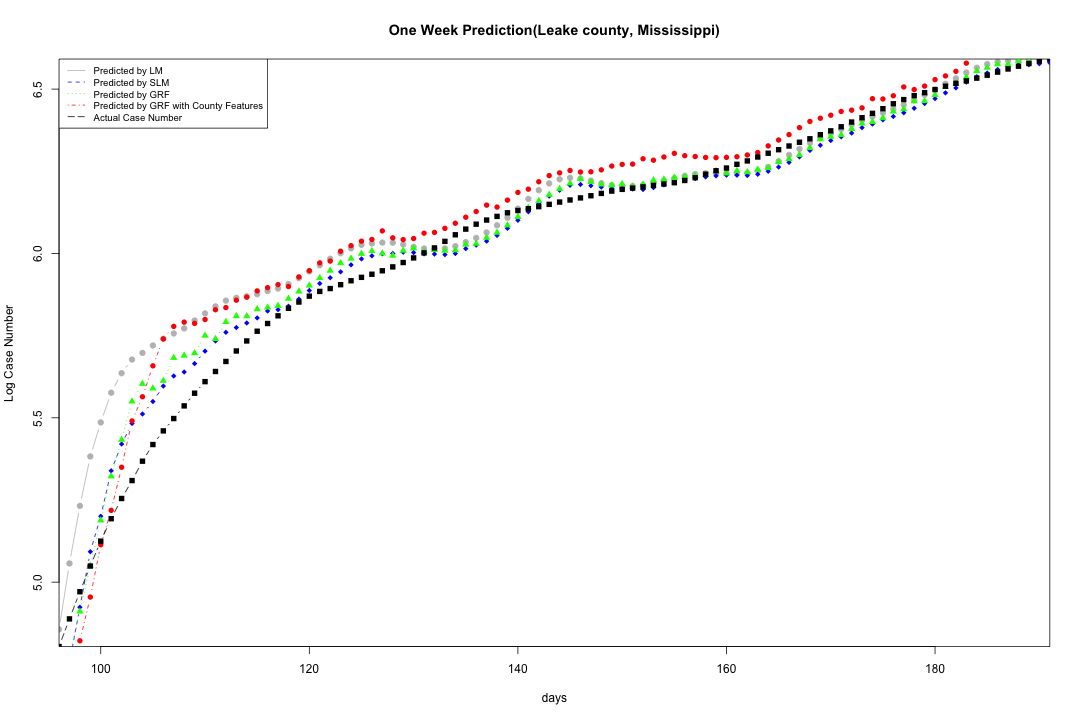 One Week Prediction(Leake county, Mississippi)
Predicted by LM
Predicted by SLM
Predicted by GRF
Predicted by GRF with County Features
Actual Case Number
6.5
6.0
5.5
5.0
Log Case Number
100 120 140 160 180
days